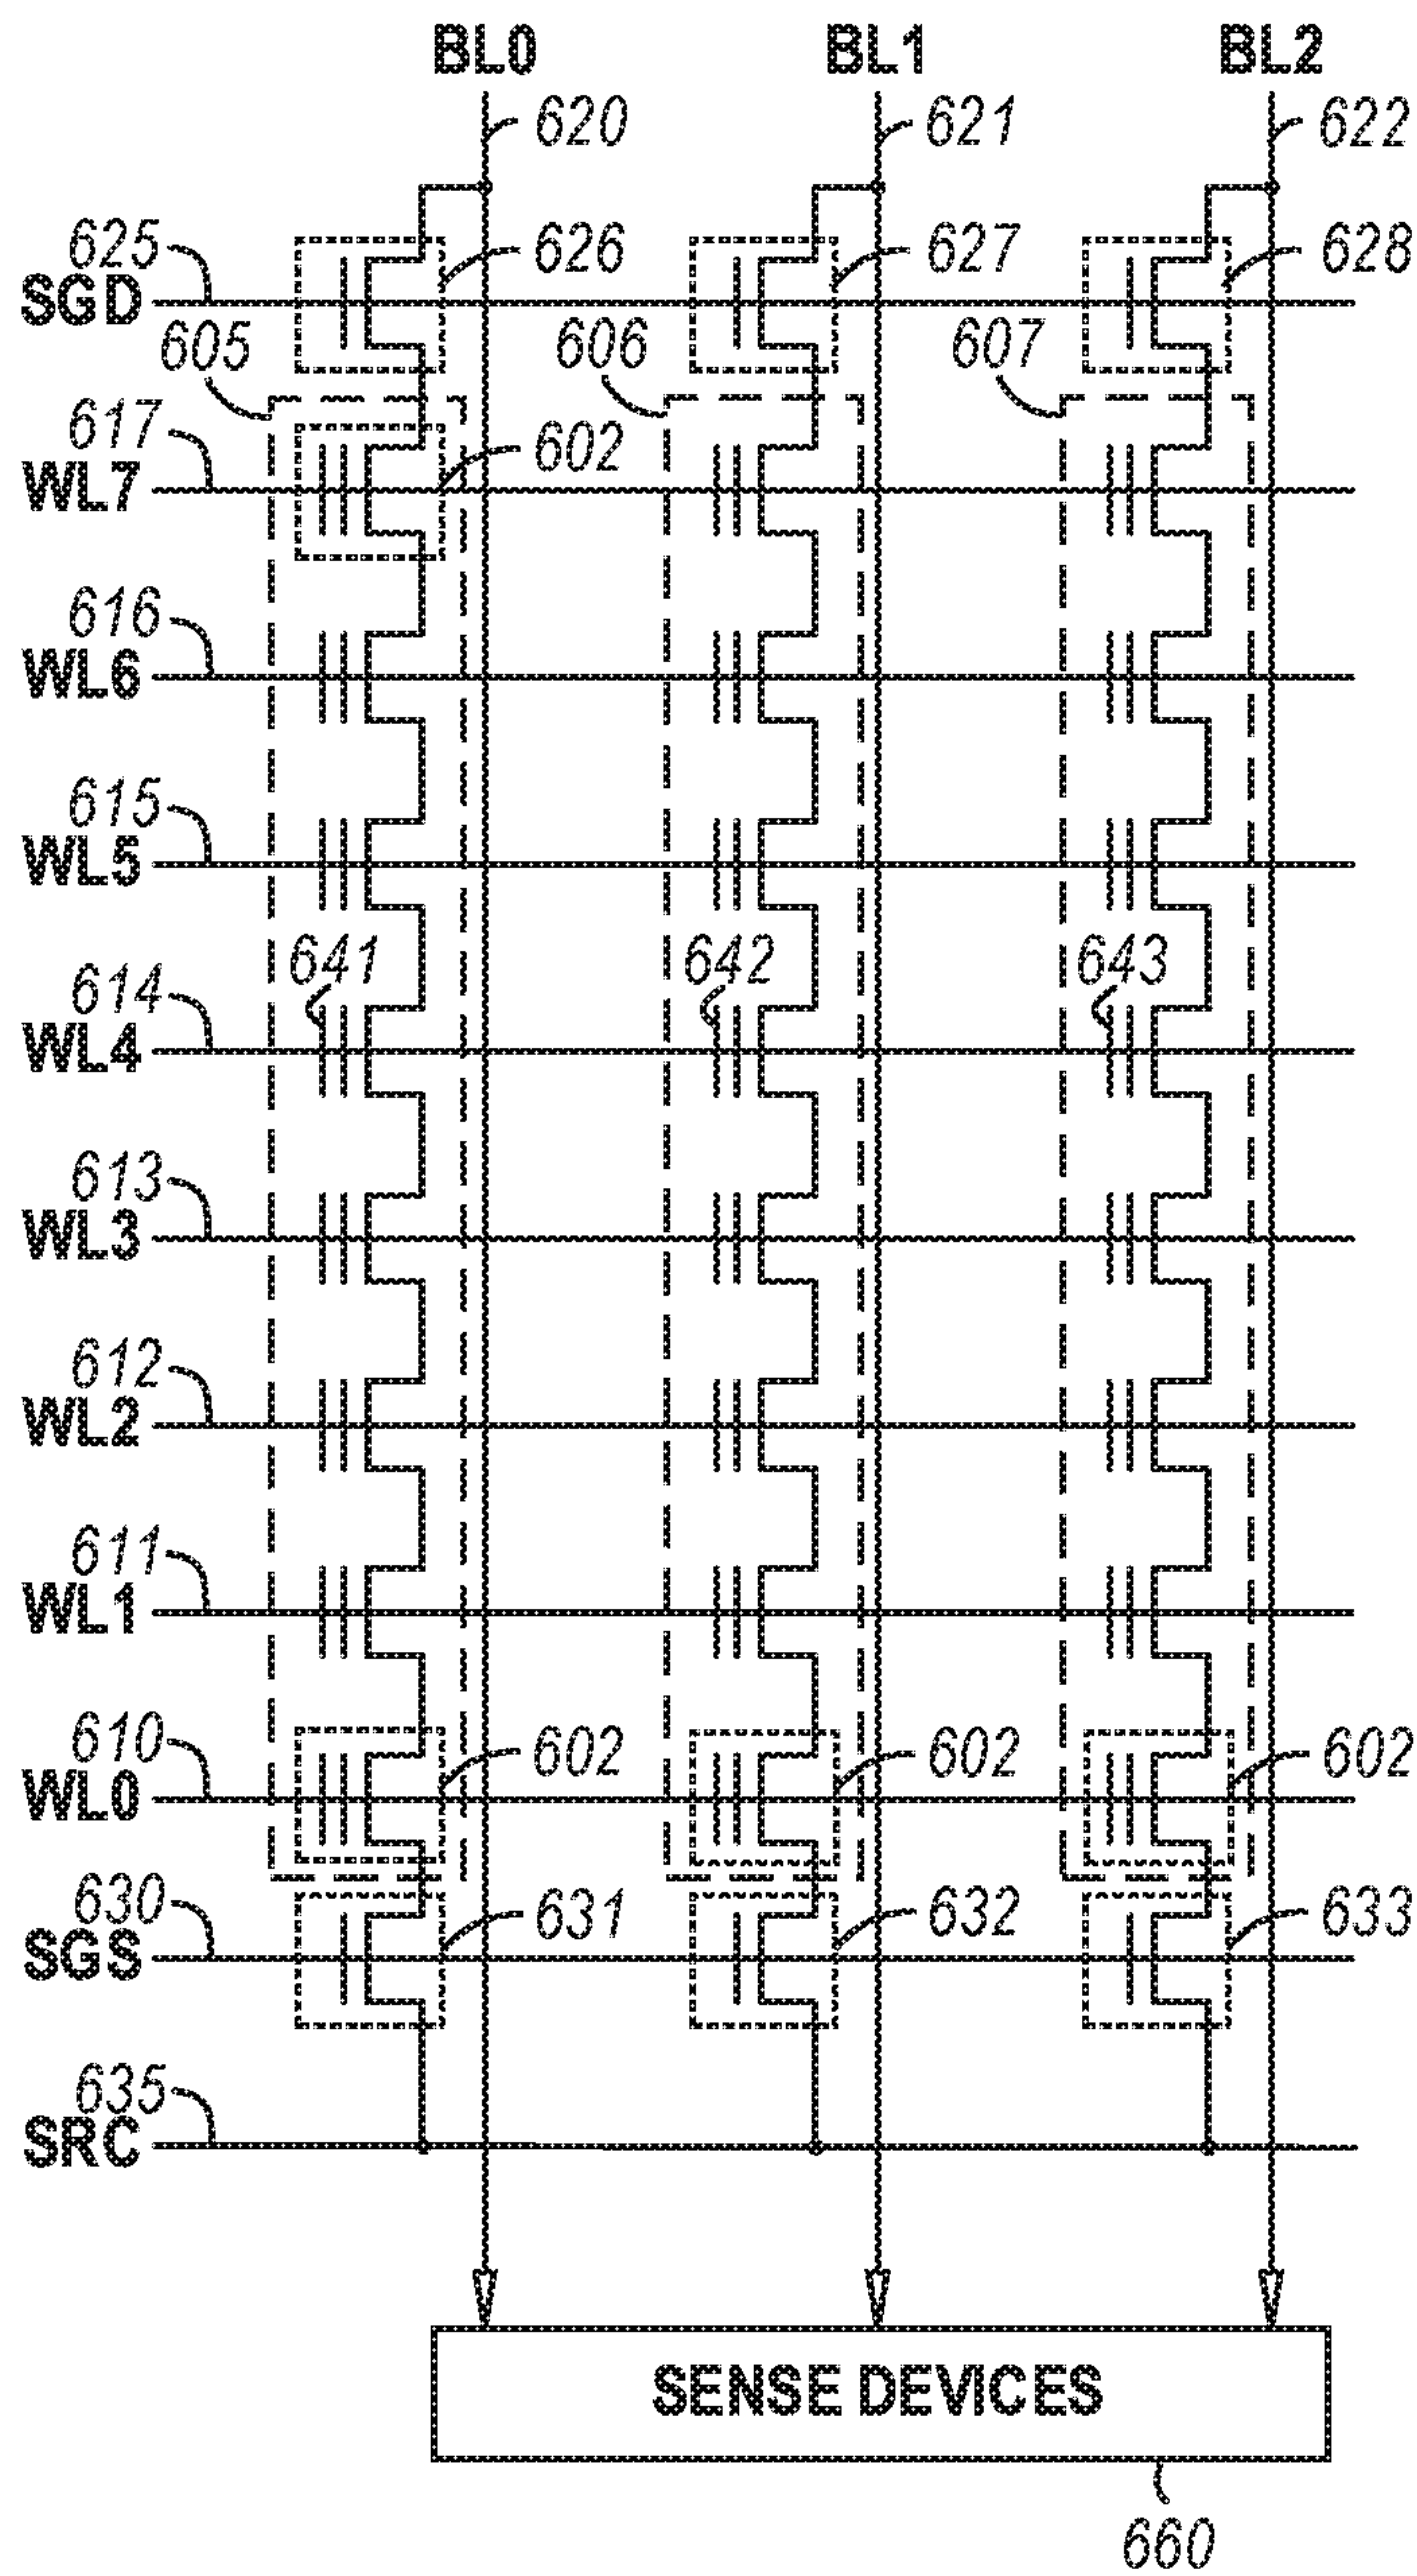 BL0 BL1 BL2
620 621 622
625 626 627 628
SGD
605 606 607
617 602
WL7
616
WL6
615
WL5
641 642 643
614
WL4
613
WL3
612
WL2
611
WL1
610 602 602 602
WL0
630 631 632 633
SGS
635
SRC
SENSE DEVICES
660